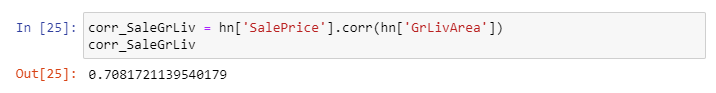 In [25]: corr_SaleGrLiv = hn['SalePrice'].corr(hn['GrLivArea'])
corr_SaleGrLiv
Out[25]: 0.7081721139540179